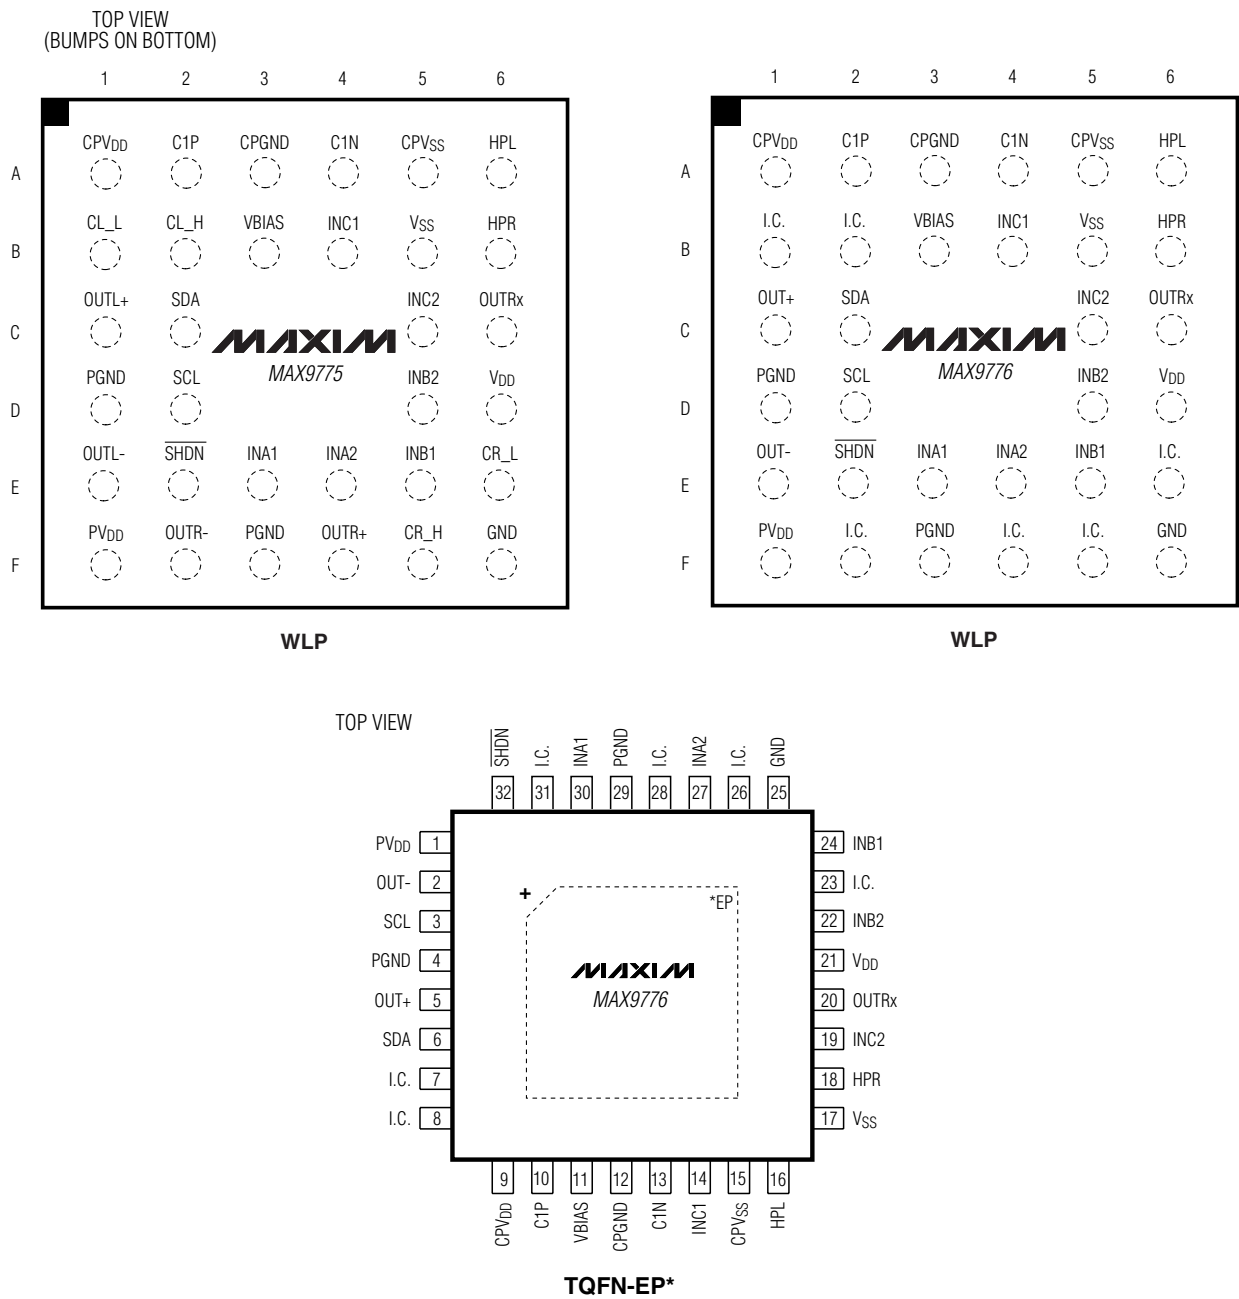 TOP VIEW
(BUMPS ON BOTTOM)
1 2 3 4 5 6
A
CPVDD C1P CPGND C1N CPVSS HPL
B
CL_L CL_H VBIAS INC1 VSS HPR
C
OUTL+ SDA INC2 OUTRx
MAXIM
MAX9775
D
PGND SCL INB2 VDD
E
OUTL- SHDN INA1 INA2 INB1 CR_L
F
PVDD OUTR- PGND OUTR+ CR_H GND
WLP
1 2 3 4 5 6
A
CPVDD C1P CPGND C1N CPVSS HPL
B
I.C. I.C. VBIAS INC1 VSS HPR
C
OUT+ SDA INC2 OUTRx
MAXIM
MAX9776
D
PGND SCL INB2 VDD
E
OUT- SHDN INA1 INA2 INB1 I.C.
F
PVDD I.C. PGND I.C. I.C. GND
WLP
TOP VIEW
SHDN I.C. INA1 PGND I.C. INA2 I.C. GND
32 31 30 29 28 27 26 25
PVDD 1
OUT- 2
SCL 3
PGND 4
OUT+ 5
SDA 6
I.C. 7
I.C. 8
+
*EP
MAXIM
MAX9776
24 INB1
23 I.C.
22 INB2
21 VDD
20 OUTRx
19 INC2
18 HPR
17 VSS
9 10 11 12 13 14 15 16
CPVDD C1P VBIAS CPGND C1N INC1 CPVSS HPL
TQFN-EP*